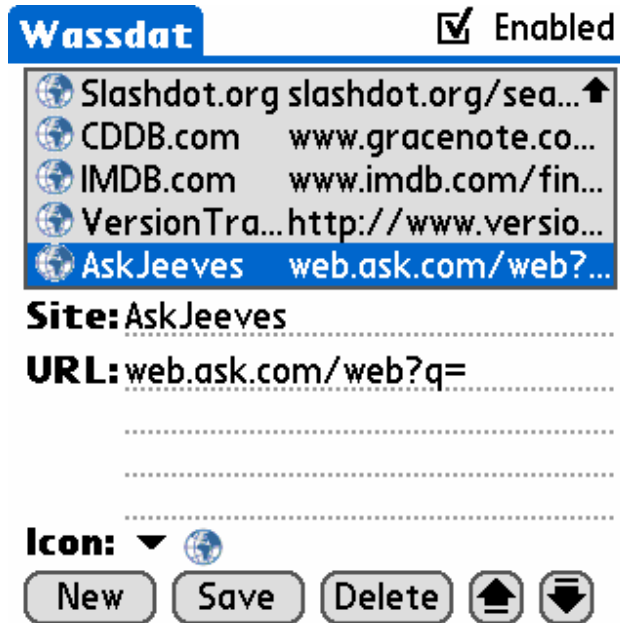 Wassdat Enabled
Slashdot.org slashdot.org/sea...
CDDB.com www.gracenote.co...
IMDB.com www.imdb.com/fin...
VersionTra... http://www.versio...
AskJeeves web.ask.com/web?...
Site: AskJeeves
URL: web.ask.com/web?q=
Icon:
New Save Delete